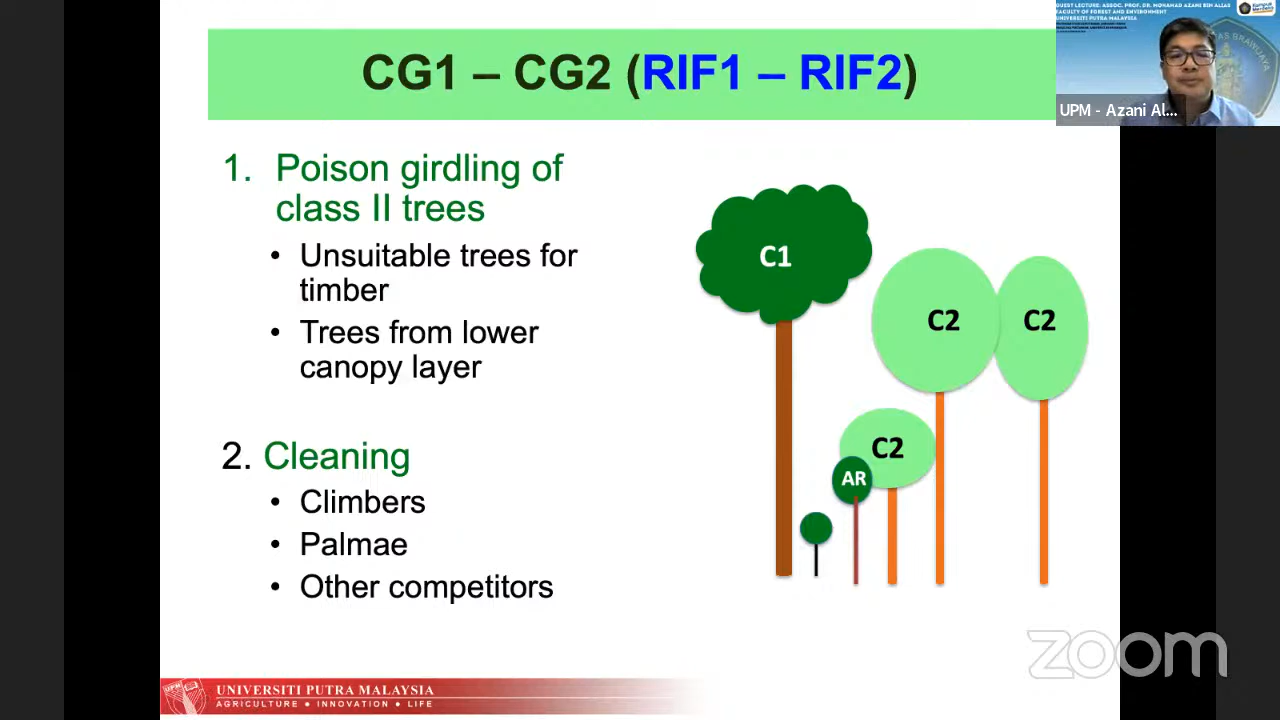 CG1 – CG2 (RIF1 – RIF2)
GUEST LECTURE: ASSOC. PROF. DR. MOHAMAD AZANI BIN ALIAS
FACULTY OF FOREST AND ENVIRONMENT
UNIVERSITI PUTRA MALAYSIA
UPM - Azani Al...
1. Poison girdling of
class II trees
• Unsuitable trees for
timber
• Trees from lower
canopy layer
2. Cleaning
• Climbers
• Palmae
• Other competitors
C1
C2
C2
C2
AR
zoom
UPM
UNIVERSITI PUTRA MALAYSIA
AGRICULTURE • INNOVATION • LIFE